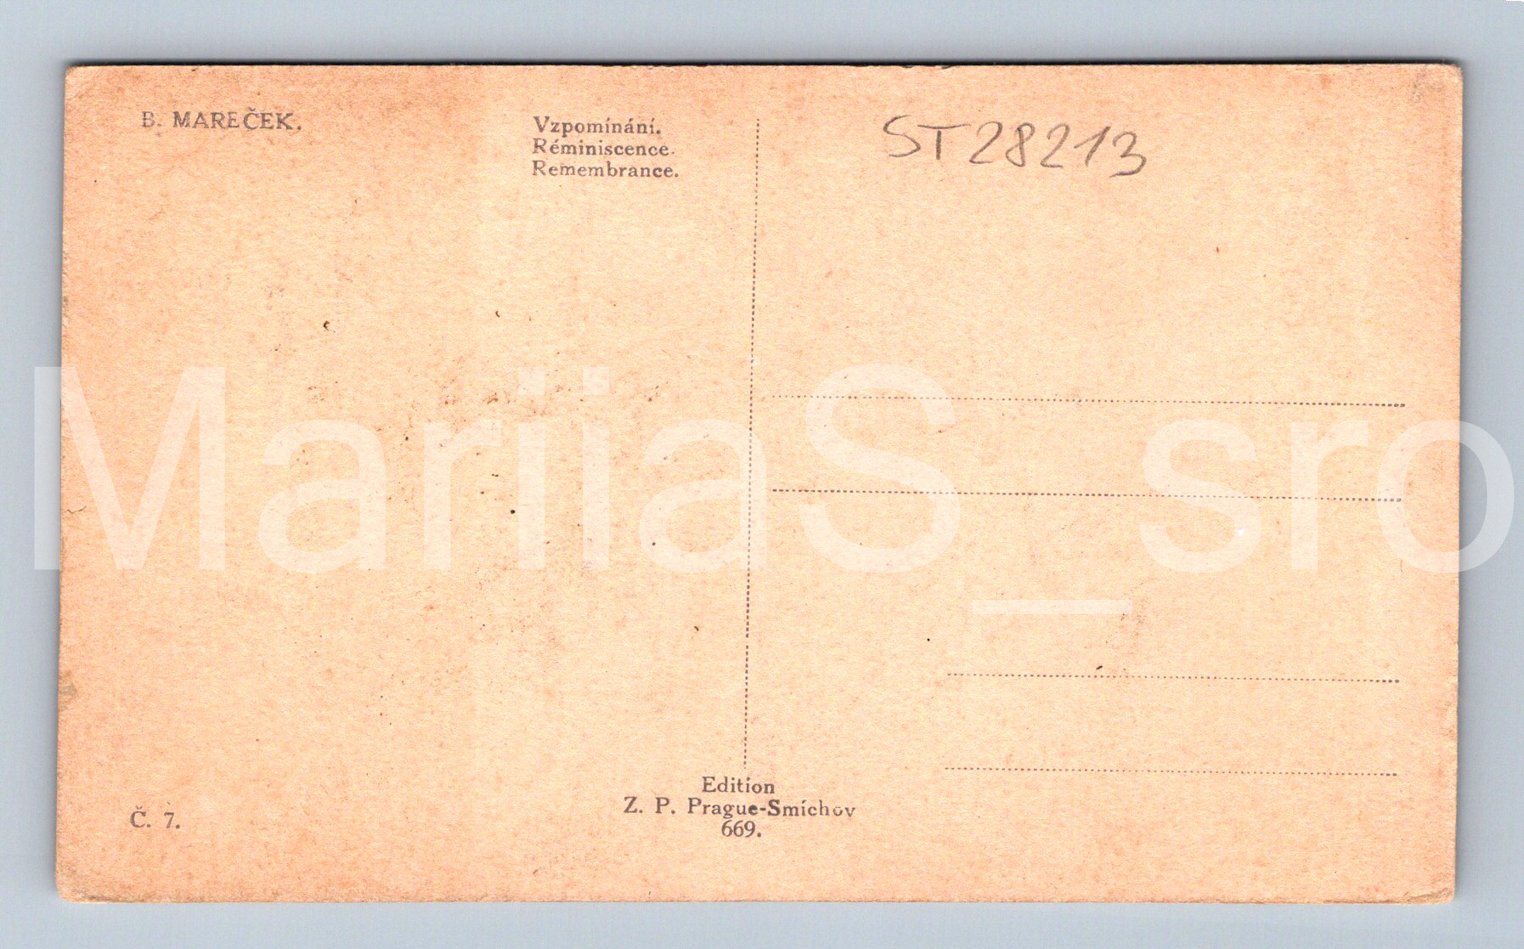 B. MAREČEK.
Vzpomínání.
Réminiscence.
Remembrance.
ST28213
MariiaS_sro
Edition
Z. P. Prague-Smíchov
669.
Č. 7.